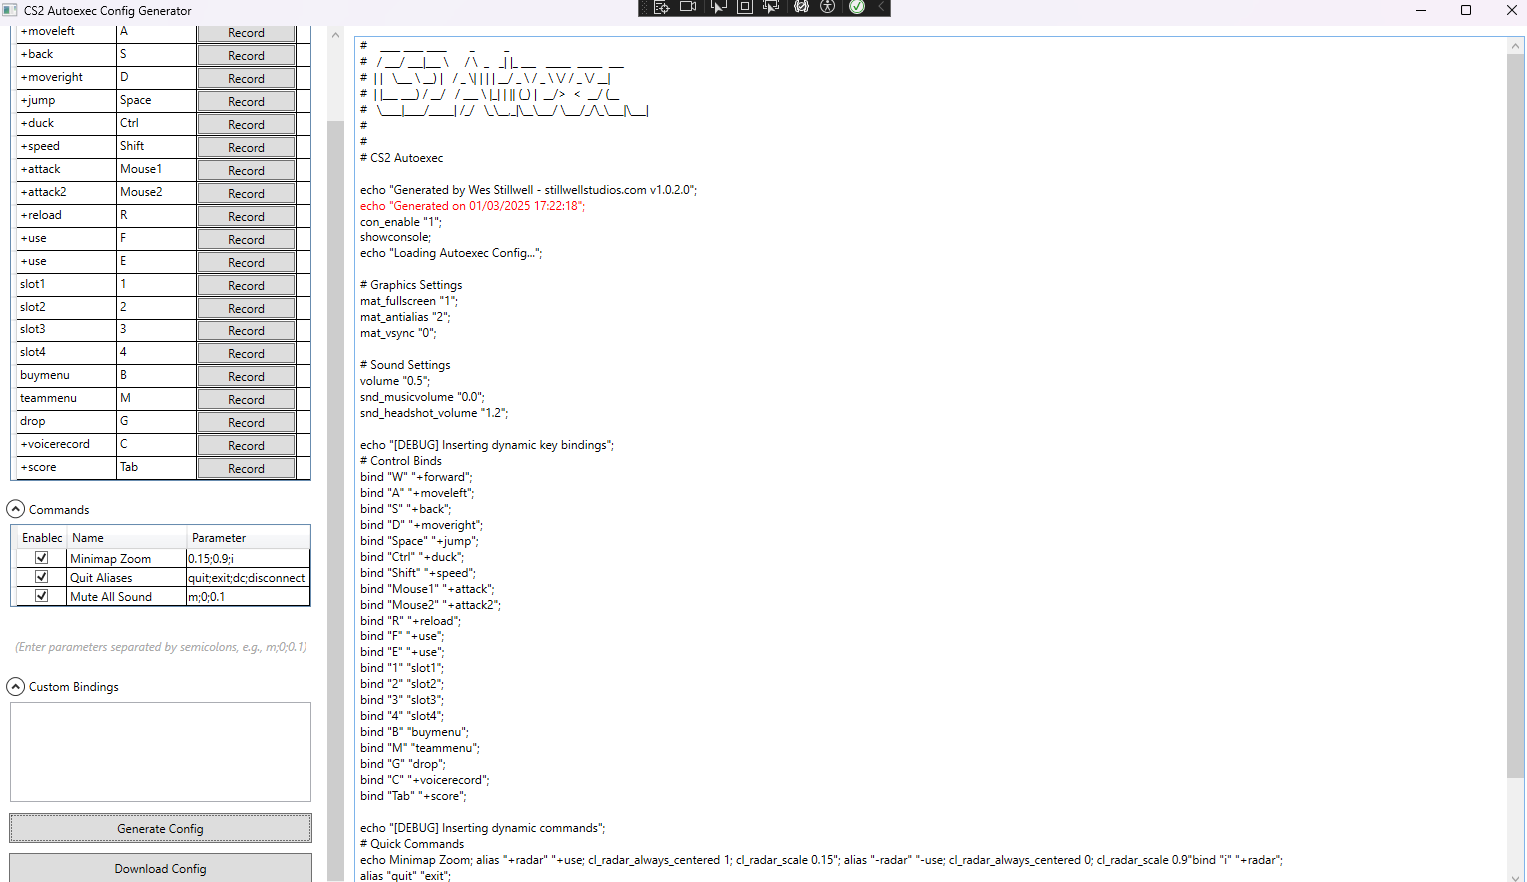 CS2 Autoexec Config Generator
+moveleft A Record
+back S Record
+moveright D Record
+jump Space Record
+duck Ctrl Record
+speed Shift Record
+attack Mouse1 Record
+attack2 Mouse2 Record
+reload R Record
+use F Record
+use E Record
slot1 1 Record
slot2 2 Record
slot3 3 Record
slot4 4 Record
buymenu B Record
teammenu M Record
drop G Record
+voicerecord C Record
+score Tab Record
Commands
Enablec Name Parameter
Minimap Zoom 0.15;0.9;i
Quit Aliases quit;exit;dc;disconnect
Mute All Sound m;0;0.1
(Enter parameters separated by semicolons, e.g., m;0;0.1)
Custom Bindings
Generate Config
Download Config
#
#
# CS2 Autoexec
echo "Generated by Wes Stillwell - stillwellstudios.com v1.0.2.0";
echo "Generated on 01/03/2025 17:22:18";
con_enable "1";
showconsole;
echo "Loading Autoexec Config...";
# Graphics Settings
mat_fullscreen "1";
mat_antialias "2";
mat_vsync "0";
# Sound Settings
volume "0.5";
snd_musicvolume "0.0";
snd_headshot_volume "1.2";
echo "[DEBUG] Inserting dynamic key bindings";
# Control Binds
bind "W" "+forward";
bind "A" "+moveleft";
bind "S" "+back";
bind "D" "+moveright";
bind "Space" "+jump";
bind "Ctrl" "+duck";
bind "Shift" "+speed";
bind "Mouse1" "+attack";
bind "Mouse2" "+attack2";
bind "R" "+reload";
bind "F" "+use";
bind "E" "+use";
bind "1" "slot1";
bind "2" "slot2";
bind "3" "slot3";
bind "4" "slot4";
bind "B" "buymenu";
bind "M" "teammenu";
bind "G" "drop";
bind "C" "+voicerecord";
bind "Tab" "+score";
echo "[DEBUG] Inserting dynamic commands";
# Quick Commands
echo Minimap Zoom; alias "+radar" "+use; cl_radar_always_centered 1; cl_radar_scale 0.15"; alias "-radar" "-use; cl_radar_always_centered 0; cl_radar_scale 0.9"bind "i" "+radar";
alias "quit" "exit";